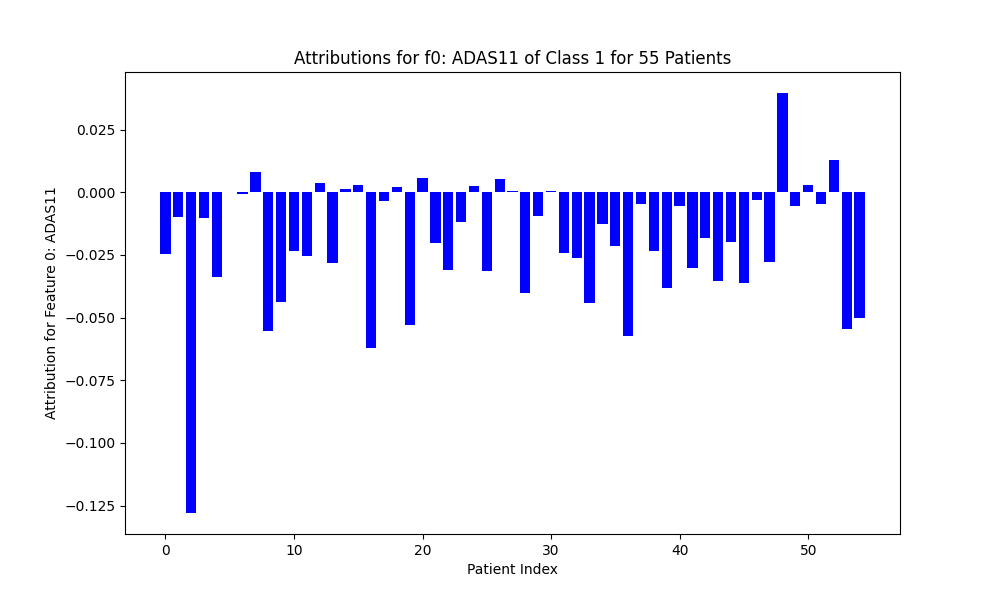 Attributions for f0: ADAS11 of Class 1 for 55 Patients
Attribution for Feature 0: ADAS11
0.025
0.000
−0.025
−0.050
−0.075
−0.100
−0.125
0 10 20 30 40 50
Patient Index